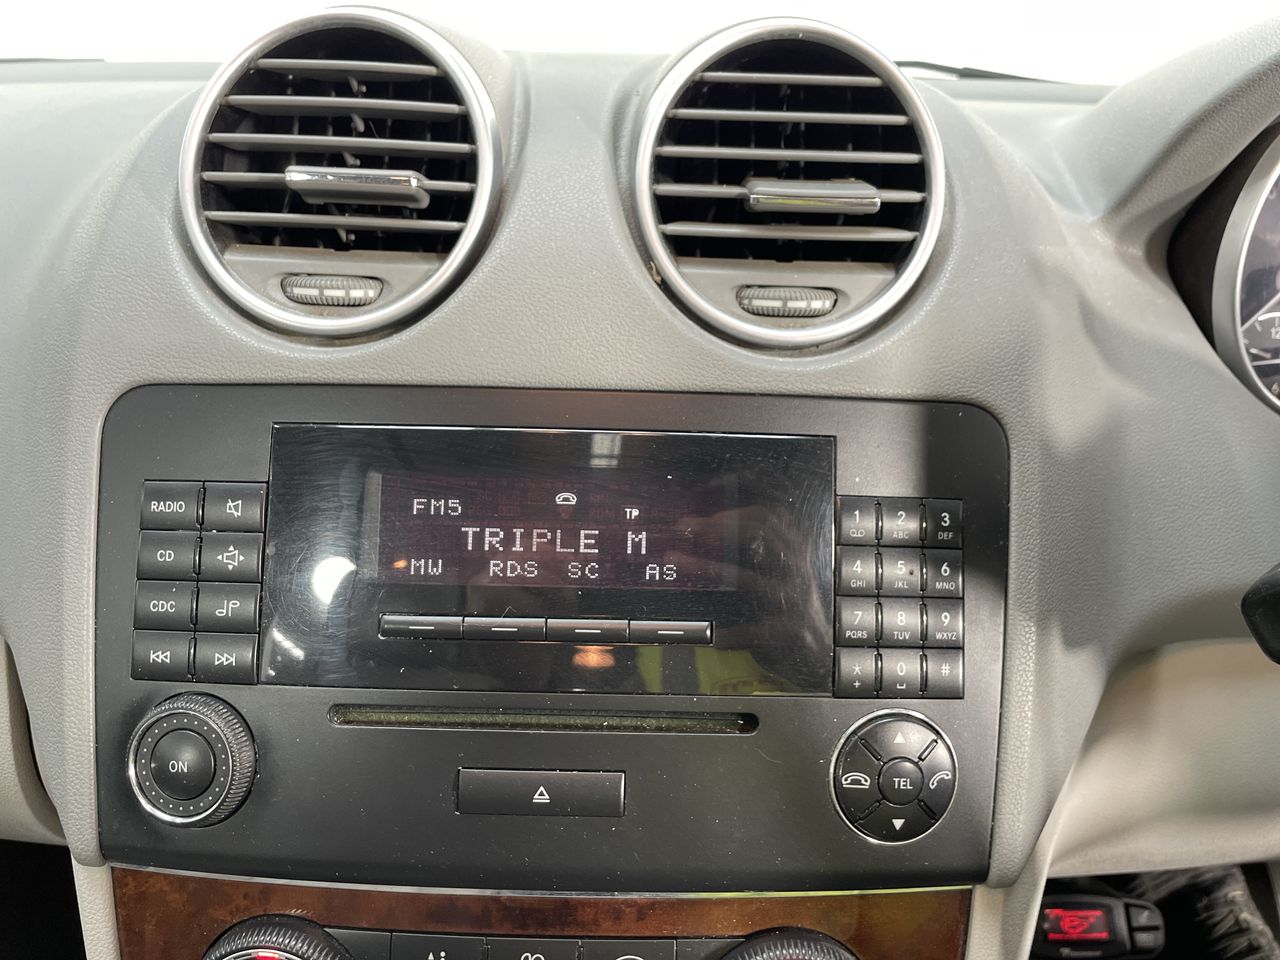 RADIO
CD
CDC
ON
FM5
TP
TRIPLE M
MW RDS SC AS
1 2 ABC 3 DEF
4 GHI 5 JKL 6 MNO
7 PQRS 8 TUV 9 WXYZ
* + 0 #
TEL